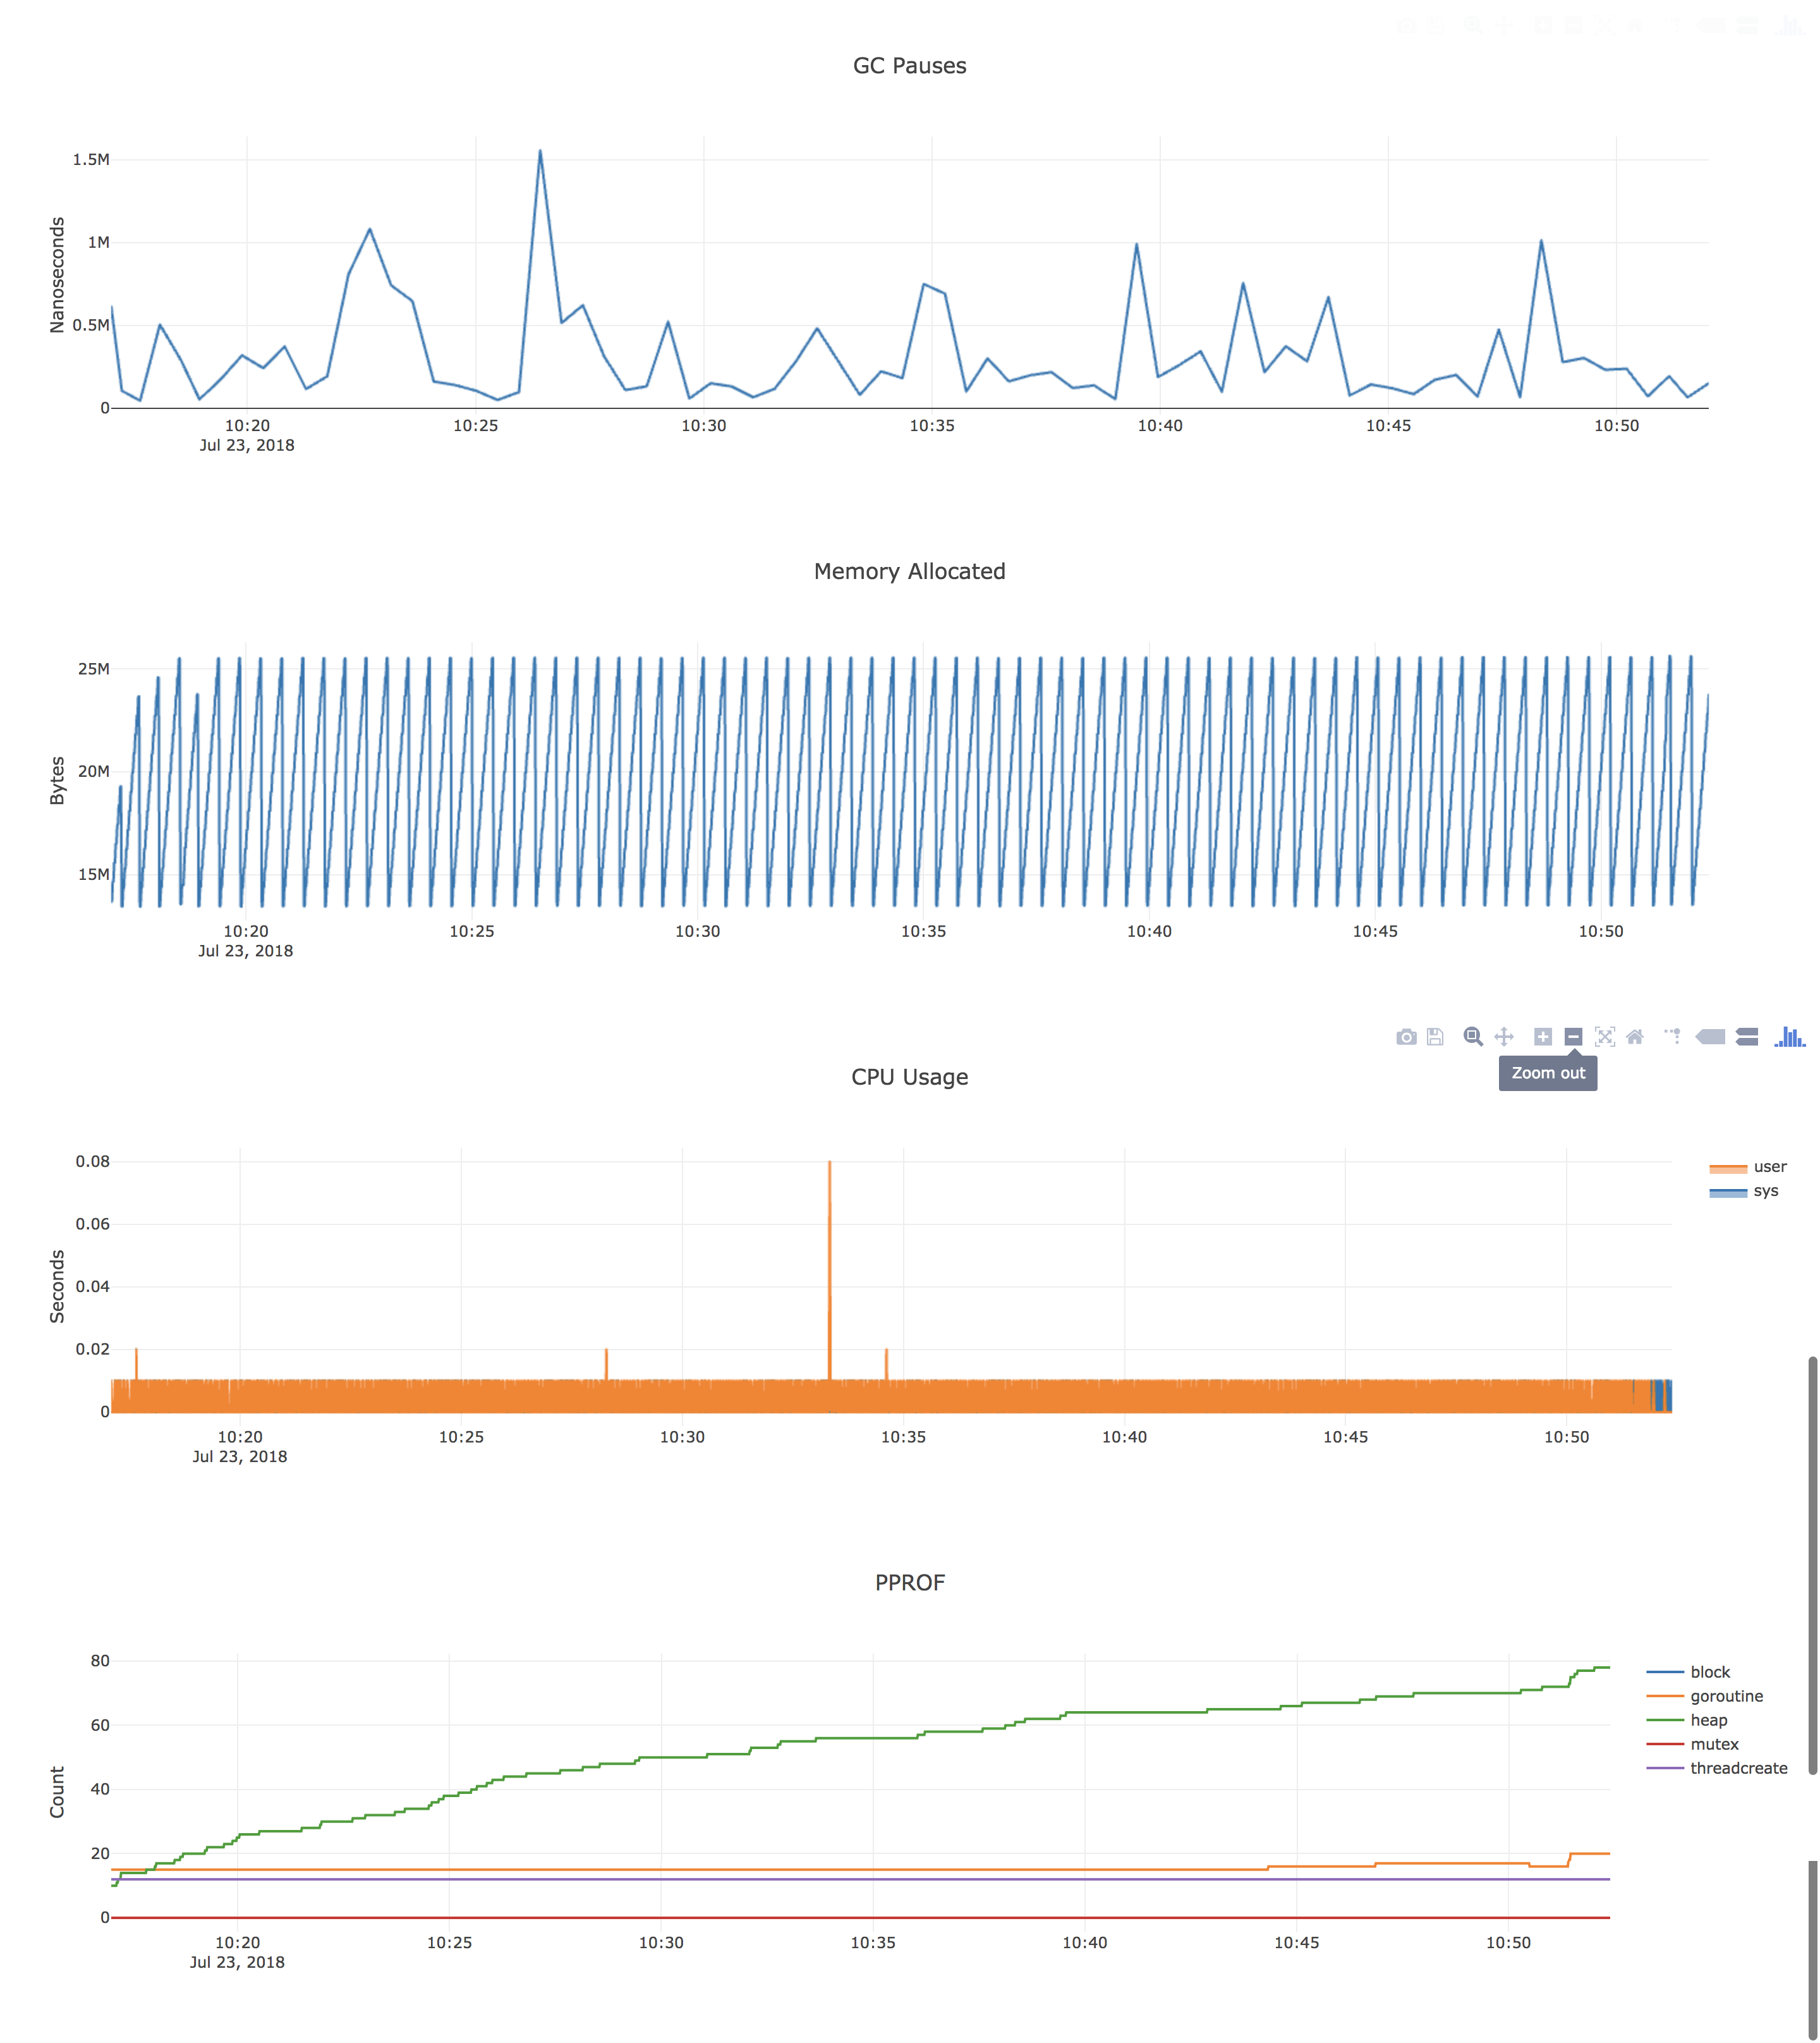 GC Pauses
Nanoseconds
1.5M
1M
0.5M
0
10:20 10:25 10:30 10:35 10:40 10:45 10:50
Jul 23, 2018
Memory Allocated
Bytes
25M
20M
15M
10:20 10:25 10:30 10:35 10:40 10:45 10:50
Jul 23, 2018
Zoom out
CPU Usage
Seconds
0.08
0.06
0.04
0.02
0
user
sys
10:20 10:25 10:30 10:35 10:40 10:45 10:50
Jul 23, 2018
PPROF
Count
80
60
40
20
0
block
goroutine
heap
mutex
threadcreate
10:20 10:25 10:30 10:35 10:40 10:45 10:50
Jul 23, 2018